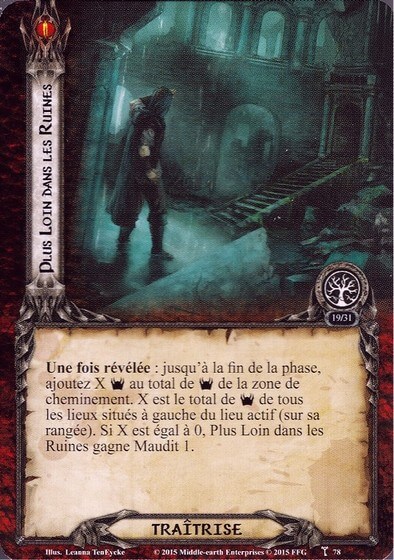 Plus Loin dans les Ruines
19/31
Une fois révélée : jusqu'à la fin de la phase,
ajoutez X au total de de la zone de
cheminement. X est le total de de tous
les lieux situés à gauche du lieu actif (sur sa
rangée). Si X est égal à 0, Plus Loin dans les
Ruines gagne Maudit 1.
TRAÎTRISE
Illus. Leanna TenEycke © 2015 Middle-earth Enterprises © 2015 FFG 78